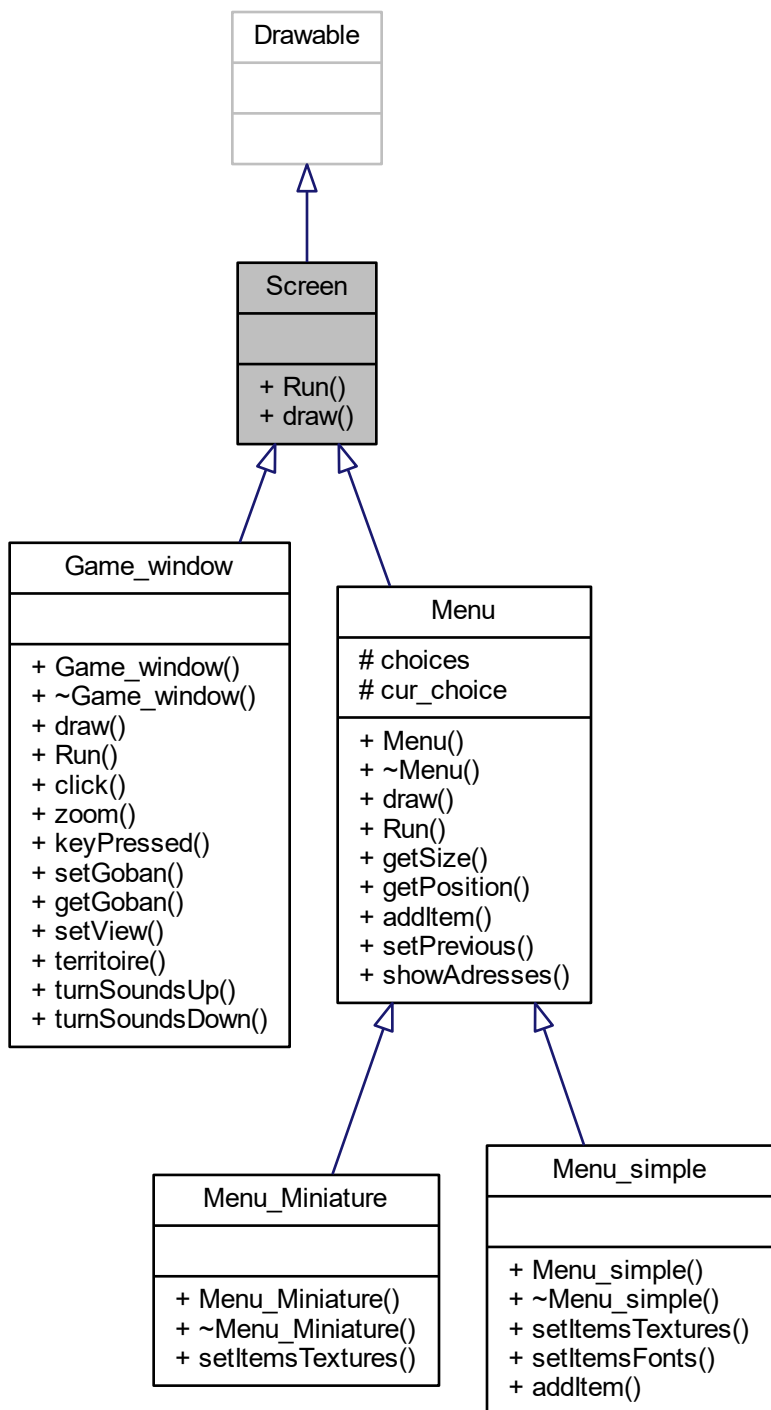 Drawable
Screen
+ Run()
+ draw()
Game_window
+ Game_window()
+ ~Game_window()
+ draw()
+ Run()
+ click()
+ zoom()
+ keyPressed()
+ setGoban()
+ getGoban()
+ setView()
+ territoire()
+ turnSoundsUp()
+ turnSoundsDown()
Menu
# choices
# cur_choice
+ Menu()
+ ~Menu()
+ draw()
+ Run()
+ getSize()
+ getPosition()
+ addItem()
+ setPrevious()
+ showAdresses()
Menu_Miniature
+ Menu_Miniature()
+ ~Menu_Miniature()
+ setItemsTextures()
Menu_simple
+ Menu_simple()
+ ~Menu_simple()
+ setItemsTextures()
+ setItemsFonts()
+ addItem()